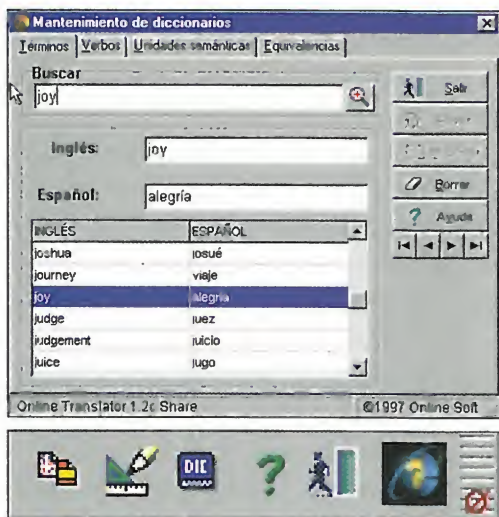 Mantenimiento de diccionarios
Términos Verbos Unidades semánticas Equivalencias
Buscar
joy
Salir
Inglés: joy
Español: alegría
Borrar
Ayuda
INGLÉS ESPAÑOL
joshua josué
journey viaje
joy alegria
judge juez
judgement juicio
juice jugo
Online Translator 1.2c Share ©1997 Online Soft
DIC
?